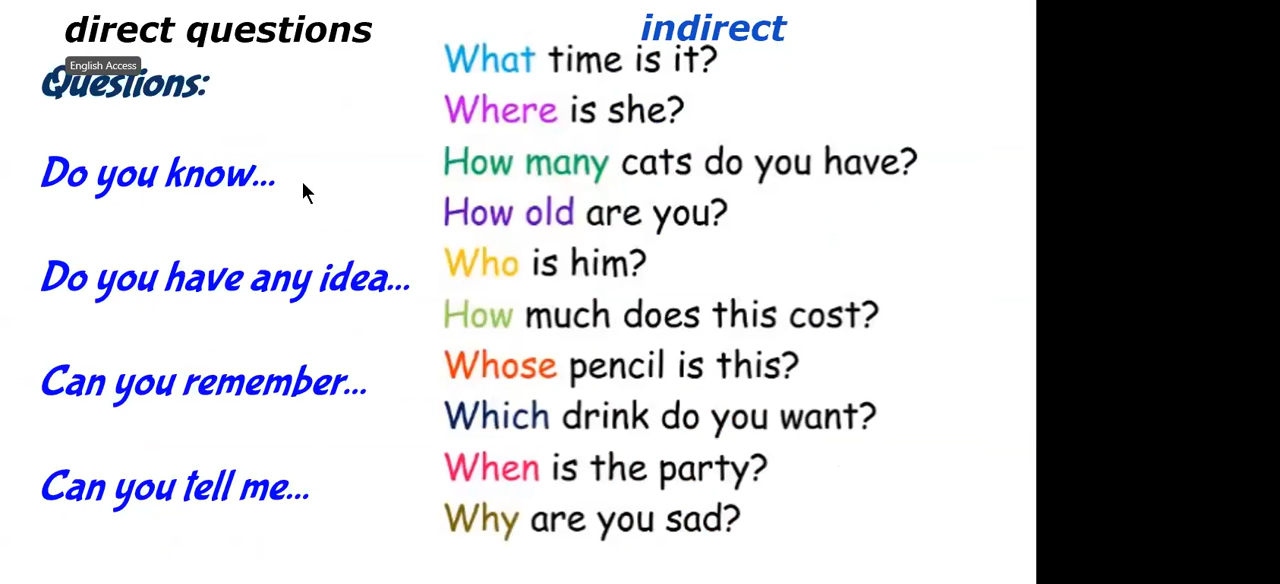 direct questions
indirect
English Access
Questions:
Do you know...
Do you have any idea...
Can you remember...
Can you tell me...
What time is it?
Where is she?
How many cats do you have?
How old are you?
Who is him?
How much does this cost?
Whose pencil is this?
Which drink do you want?
When is the party?
Why are you sad?